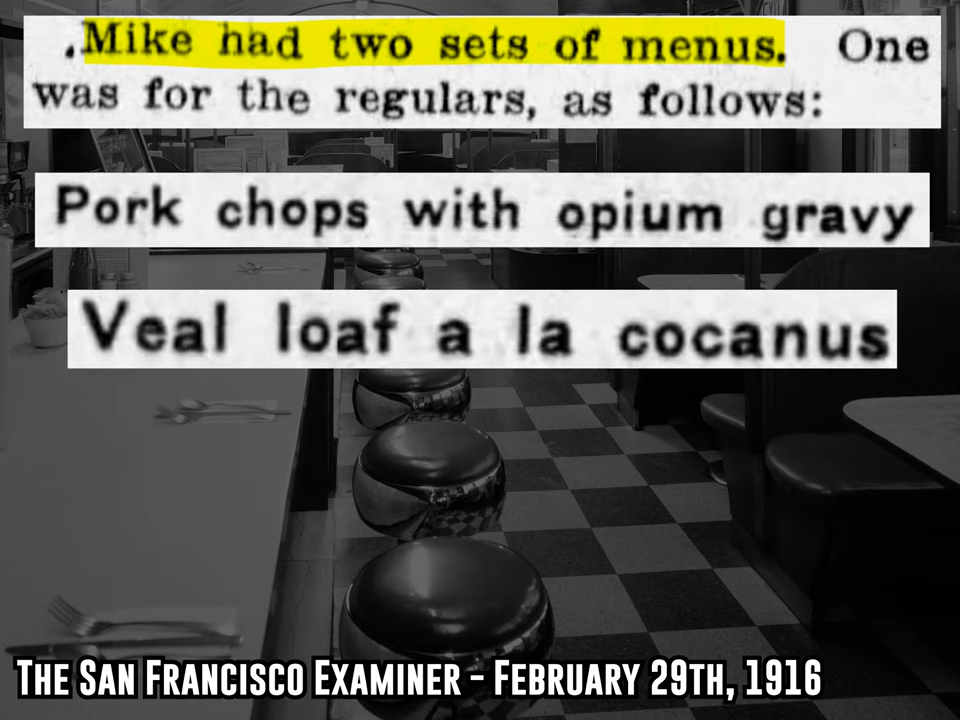 .Mike had two sets of menus. One
was for the regulars, as follows:
Pork chops with opium gravy
Veal loaf a la cocanus
The San Francisco Examiner - February 29th, 1916